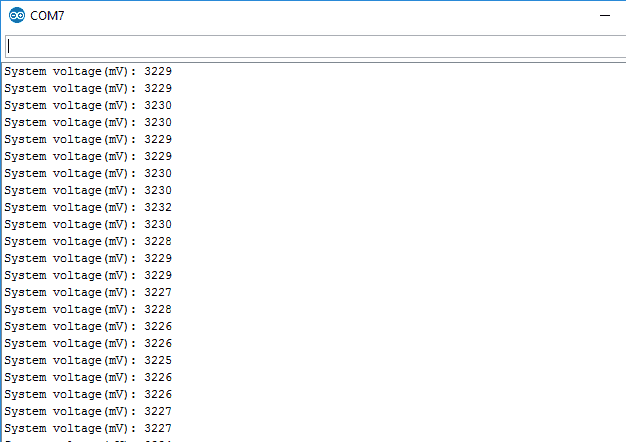 COM7
System voltage(mV): 3229
System voltage(mV): 3229
System voltage(mV): 3230
System voltage(mV): 3230
System voltage(mV): 3229
System voltage(mV): 3229
System voltage(mV): 3230
System voltage(mV): 3230
System voltage(mV): 3232
System voltage(mV): 3230
System voltage(mV): 3228
System voltage(mV): 3229
System voltage(mV): 3229
System voltage(mV): 3227
System voltage(mV): 3228
System voltage(mV): 3226
System voltage(mV): 3226
System voltage(mV): 3225
System voltage(mV): 3226
System voltage(mV): 3226
System voltage(mV): 3227
System voltage(mV): 3227